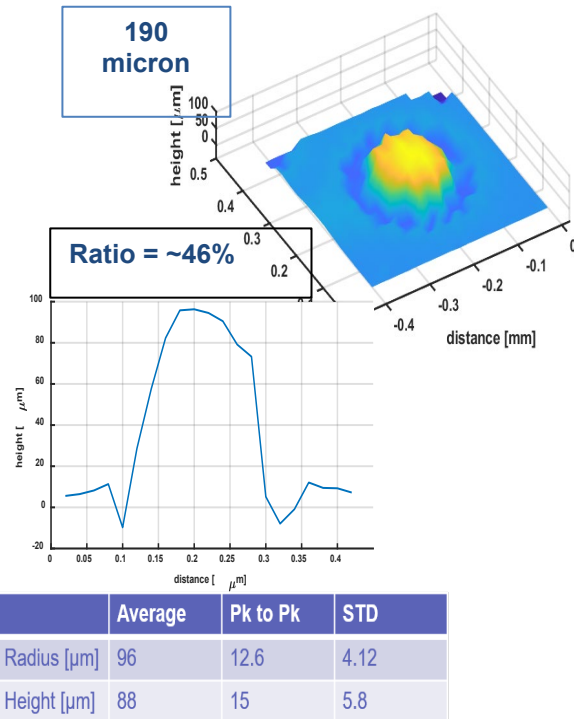 190
micron
height [ μm]
100
50
0
0.5
0.4
0.3
0.2
0
-0.1
-0.2
-0.3
-0.4
distance [mm]
Ratio = ~46%
100
80
60
40
20
0
-20
height [ μm]
0 0.05 0.1 0.15 0.2 0.25 0.3 0.35 0.4
distance [ μm]
Average Pk to Pk STD
Radius [µm] 96 12.6 4.12
Height [µm] 88 15 5.8